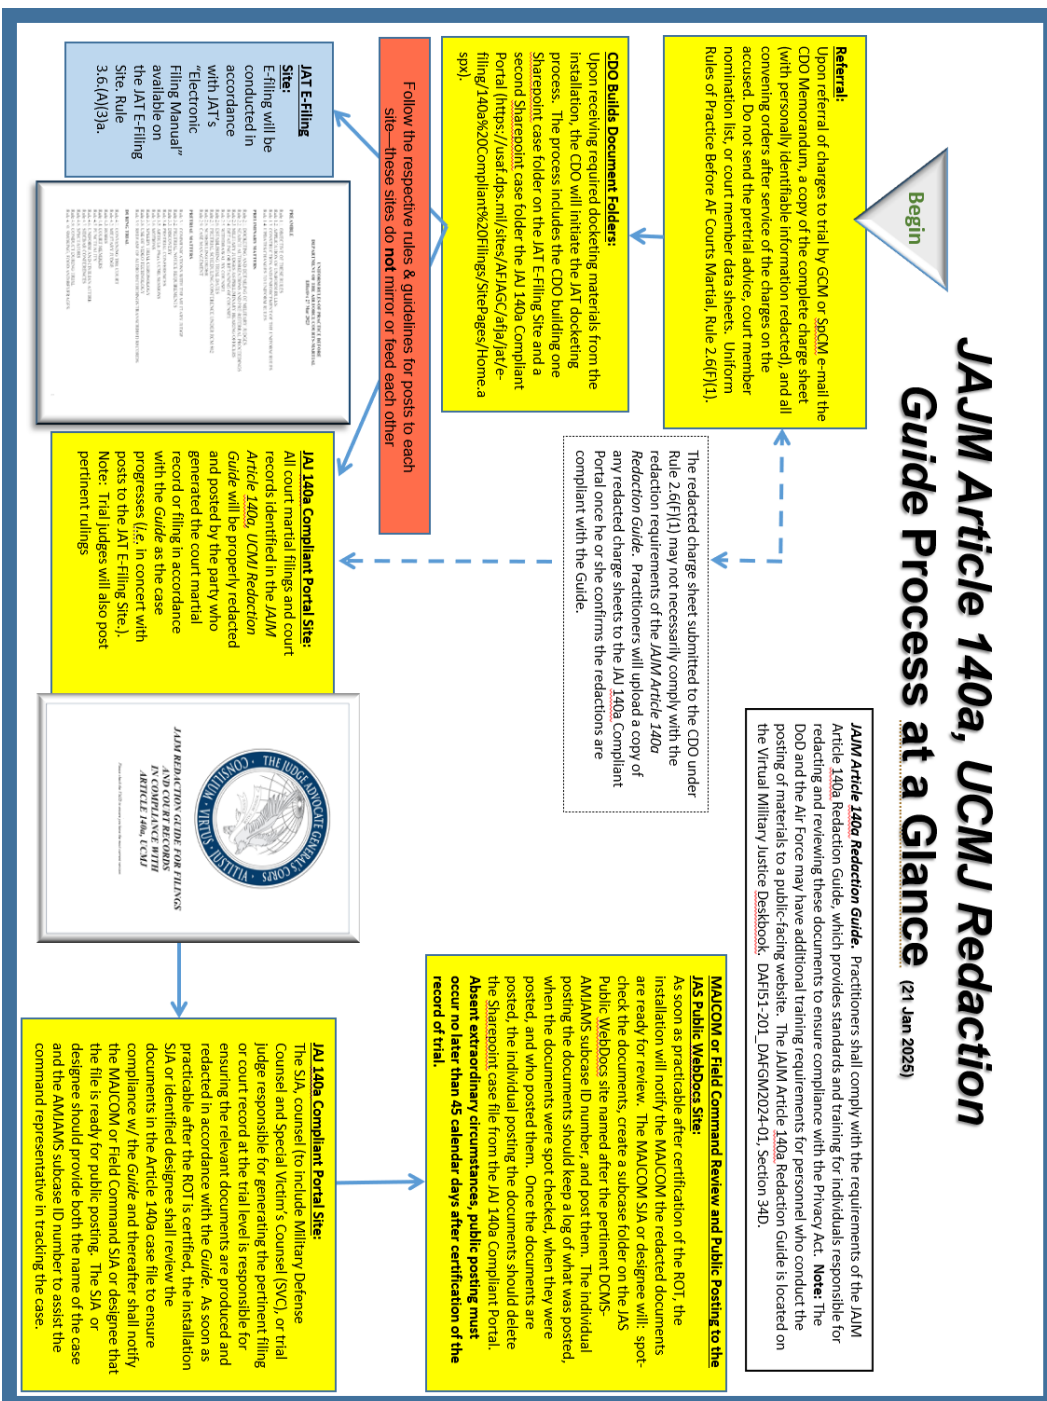 JAJM Article 140a, UCMJ Redaction
Guide Process at a Glance (21 Jan 2025)
Begin
Referral:
Upon referral of charges to trial by GCM or SpCM e-mail the
CDO Memorandum, a copy of the complete charge sheet
(with personally identifiable information redacted), and all
convening orders after service of the charges on the
accused. Do not send the pretrial advice, court member
nomination list, or court member data sheets. Uniform
Rules of Practice Before AF Courts Martial, Rule 2.6(F)(1).
JAJM Article 140a Redaction Guide. Practitioners shall comply with the requirements of the JAJM
Article 140a Redaction Guide, which provides standards and training for individuals responsible for
redacting and reviewing these documents to ensure compliance with the Privacy Act. Note: The
DoD and the Air Force may have additional training requirements for personnel who conduct the
posting of materials to a public-facing website. The JAJM Article 140a Redaction Guide is located on
the Virtual Military Justice Deskbook. DAFI51-201_DAFGM2024-01, Section 34D.
The redacted charge sheet submitted to the CDO under
Rule 2.6(F)(1) may not necessarily comply with the
redaction requirements of the JAJM Article 140a
Redaction Guide. Practitioners will upload a copy of
any redacted charge sheets to the JAJ 140a Compliant
Portal once he or she confirms the redactions are
compliant with the Guide.
CDO Builds Document Folders:
Upon receiving required docketing materials from the
installation, the CDO will initiate the JAT docketing
process. The process includes the CDO building one
Sharepoint case folder on the JAT E-Filing Site and a
second Sharepoint case folder the JAJ 140a Compliant
Portal (https://usaf.dps.mil/sites/AFJAGC/afja/jat/e-
filing/140a%20Compliant%20Filings/SitePages/Home.a
spx).
Follow the respective rules & guidelines for posts to each
site—these sites do not mirror or feed each other
JAT E-Filing
Site:
E-filing will be
conducted in
accordance
with JAT's
"Electronic
Filing Manual"
available on
the JAT E-Filing
Site. Rule
3.6.(A)(3)a.
UNIFORM RULES OF PRACTICE BEFORE
DEPARTMENT OF THE AIR FORCE COURTS-MARTIAL
PREAMBLE
PRELIMINARY MATTERS
PRETRIAL MATTERS
DURING TRIAL
JAJ 140a Compliant Portal Site:
All court martial filings and court
records identified in the JAJM
Article 140a, UCMJ Redaction
Guide will be properly redacted
and posted by the party who
generated the court martial
record or filing in accordance
with the Guide as the case
progresses (i.e. in concert with
posts to the JAT E-Filing Site.).
Note: Trial judges will also post
pertinent rulings
THE JUDGE ADVOCATE GENERAL'S CORPS
CONSILIUM · VIRTUS · JUSTITIA
JAJM REDACTION GUIDE FOR FILINGS
AND COURT RECORDS
IN COMPLIANCE WITH
ARTICLE 140a, UCMJ
MAJCOM or Field Command Review and Public Posting to the
JAS Public WebDocs Site:
As soon as practicable after certification of the ROT, the
installation will notify the MAJCOM the redacted documents
are ready for review. The MAJCOM SJA or designee will: spot-
check the documents, create a subcase folder on the JAS
Public WebDocs site named after the pertinent DCMS-
AMJAMS subcase ID number, and post them. The individual
posting the documents should keep a log of what was posted,
when the documents were spot checked, when they were
posted, and who posted them. Once the documents are
posted, the individual posting the documents should delete
the Sharepoint case file from the JAJ 140a Compliant Portal.
Absent extraordinary circumstances, public posting must
occur no later than 45 calendar days after certification of the
record of trial.
JAJ 140a Compliant Portal Site:
The SJA, counsel (to include Military Defense
Counsel and Special Victim's Counsel (SVC), or trial
judge responsible for generating the pertinent filing
or court record at the trial level is responsible for
ensuring the relevant documents are produced and
redacted in accordance with the Guide. As soon as
practicable after the ROT is certified, the installation
SJA or identified designee shall review the
documents in the Article 140a case file to ensure
compliance w/ the Guide and thereafter shall notify
the MAJCOM or Field Command SJA or designee that
the file is ready for public posting. The SJA or
designee should provide both the name of the case
and the AMJAMS subcase ID number to assist the
command representative in tracking the case.